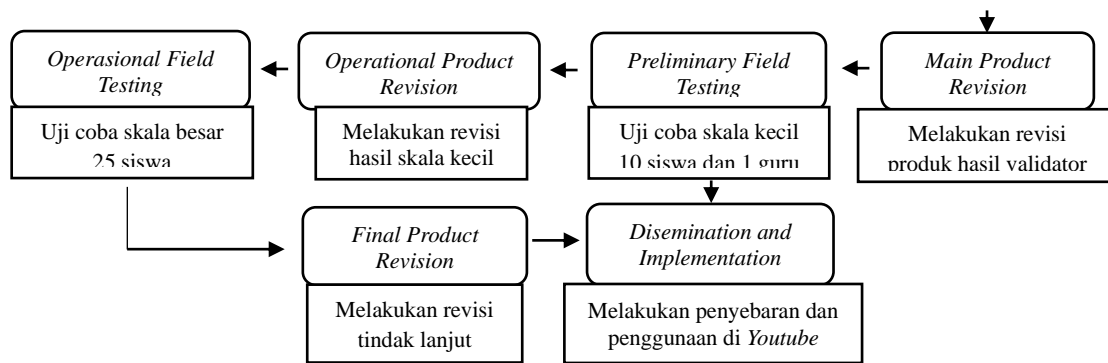 Operasional Field
Testing
Uji coba skala besar
25 siswa
Operational Product
Revision
Melakukan revisi
hasil skala kecil
Preliminary Field
Testing
Uji coba skala kecil
10 siswa dan 1 guru
Main Product
Revision
Melakukan revisi
produk hasil validator
Final Product
Revision
Melakukan revisi
tindak lanjut
Disemination and
Implementation
Melakukan penyebaran dan
penggunaan di Youtube